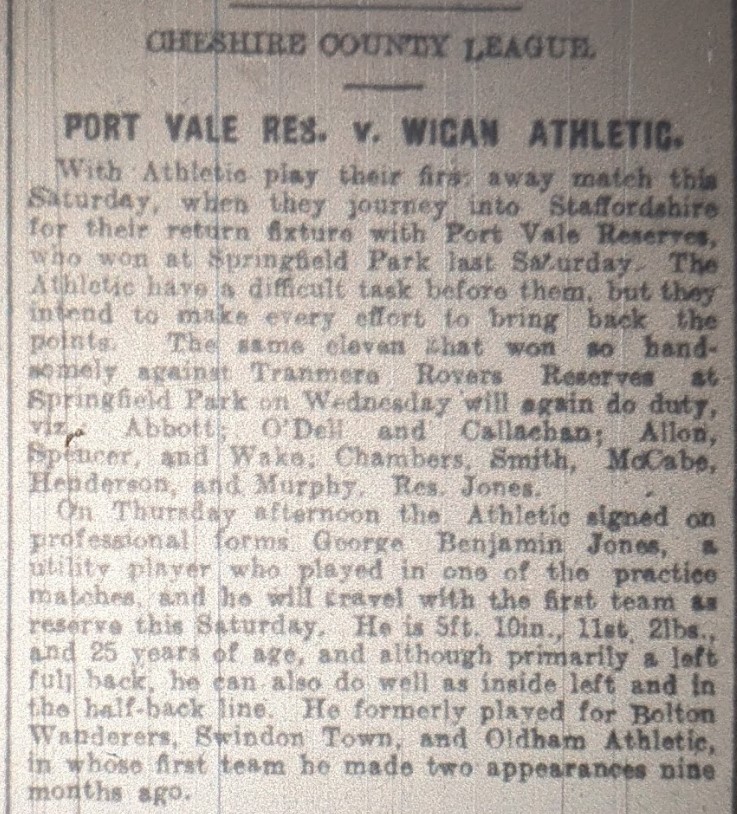 CHESHIRE COUNTY LEAGUE.
PORT VALE RES. v. WIGAN ATHLETIC.
With Athletic play their first away match this
Saturday, when they journey into Staffordshire
for their return fixture with Port Vale Reserves,
who won at Springfield Park last Saturday. The
Athletic have a difficult task before them, but they
intend to make every effort to bring back the
points. The same eleven that won so hand-
somely against Tranmere Rovers Reserves at
Springfield Park on Wednesday will again do duty,
viz. Abbott; O'Dell and Callachan; Allon,
Spencer, and Wake; Chambers, Smith, McCabe,
Henderson, and Murphy. Res. Jones.
On Thursday afternoon the Athletic signed on
professional forms George Benjamin Jones, a
utility player who played in one of the practice
matches, and he will travel with the first team as
reserve this Saturday. He is 5ft. 10in., 11st. 2lbs.,
and 25 years of age, and although primarily a left
full back, he can also do well as inside left and in
the half-back line. He formerly played for Bolton
Wanderers, Swindon Town, and Oldham Athletic,
in whose first team he made two appearances nine
months ago.